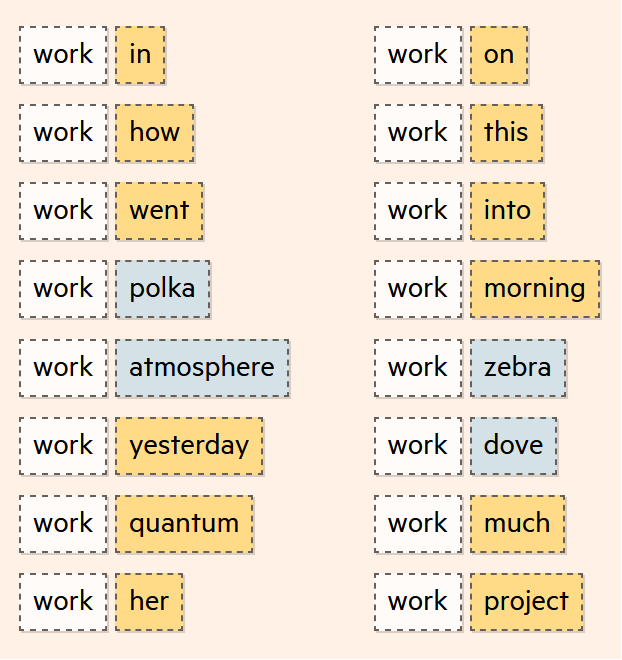 work in
work how
work went
work polka
work atmosphere
work yesterday
work quantum
work her
work on
work this
work into
work morning
work zebra
work dove
work much
work project